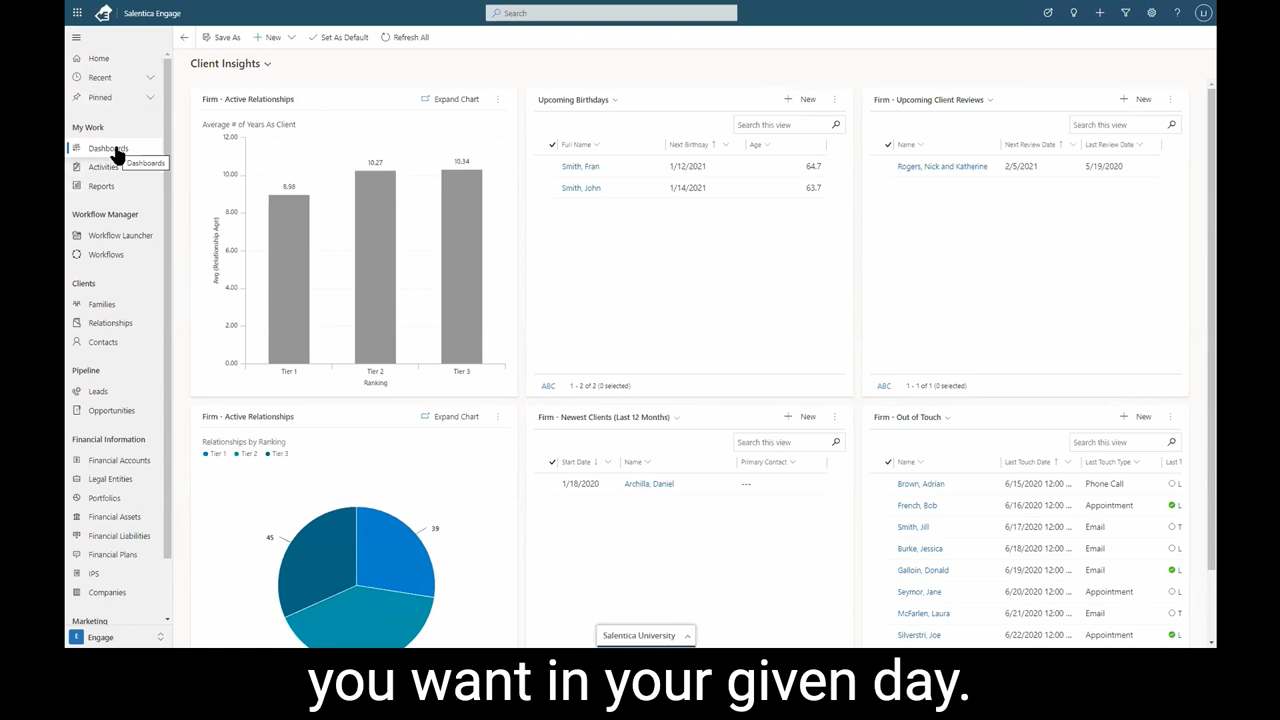 Salentica Engage
Search
Home
Recent
Pinned
My Work
Dashboards
Dashboards
Activities
Reports
Workflow Manager
Workflow Launcher
Workflows
Clients
Families
Relationships
Contacts
Pipeline
Leads
Opportunities
Financial Information
Financial Accounts
Legal Entities
Portfolios
Financial Assets
Financial Liabilities
Financial Plans
IPS
Companies
Marketing
E Engage
Save As New Set As Default Refresh All
Client Insights
Firm - Active Relationships Expand Chart
Average # of Years As Client
12.00
10.00
8.00
6.00
4.00
2.00
0.00
Avg (Relationship Age)
8.98
10.27
10.34
Tier 1 Tier 2 Tier 3
Ranking
Upcoming Birthdays New
Search this view
Full Name Next Birthday Age
Smith, Fran 1/12/2021 64.7
Smith, John 1/14/2021 63.7
ABC 1 - 2 of 2 (0 selected)
Firm - Upcoming Client Reviews New
Search this view
Name Next Review Date Last Review Date
Rogers, Nick and Katherine 2/5/2021 5/19/2020
ABC 1 - 1 of 1 (0 selected)
Firm - Active Relationships Expand Chart
Relationships by Ranking
Tier 1 Tier 2 Tier 3
39
45
Firm - Newest Clients (Last 12 Months) New
Search this view
Start Date Name Primary Contact
1/18/2020 Archilla, Daniel ---
Firm - Out of Touch New
Search this view
Name Last Touch Date Last Touch Type Last T
Brown, Adrian 6/15/2020 12:00 ... Phone Call L
French, Bob 6/16/2020 12:00 ... Appointment L
Smith, Jill 6/17/2020 12:00 ... Email T
Burke, Jessica 6/18/2020 12:00 ... Email L
Galloin, Donald 6/19/2020 12:00 ... Email L
Seymor, Jane 6/20/2020 12:00 ... Appointment L
McFarlen, Laura 6/21/2020 12:00 ... Email T
Silverstri, Joe 6/22/2020 12:00 ... Appointment L
Salentica University
you want in your given day.